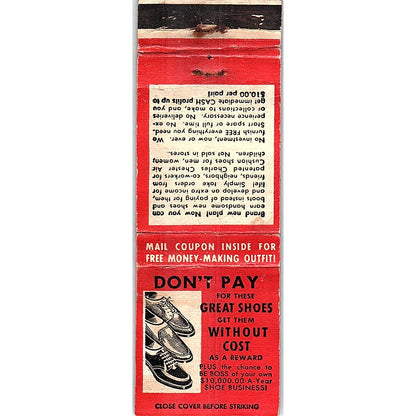 Brand new plan! Now you can
earn handsome new shoes and
boots instead of paying for them,
and develop an extra income for
life! Simply take orders from
friends, neighbors, co-workers for
patented Charles Chester Air
Cushion shoes for men, women,
children. Not sold in stores.
No investment, now or ever. We
furnish FREE everything you need.
Spare or full time. No ex-
perience necessary. No deliveries
or collections to make, and you
get immediate CASH profits up to
$10.00 per pair!
MAIL COUPON INSIDE FOR
FREE MONEY-MAKING OUTFIT!
DON'T PAY
FOR THESE
GREAT SHOES
GET THEM
WITHOUT
COST
AS A REWARD
PLUS the chance to
BE BOSS of your own
$10,000.00 A-Year
SHOE BUSINESS!
CLOSE COVER BEFORE STRIKING